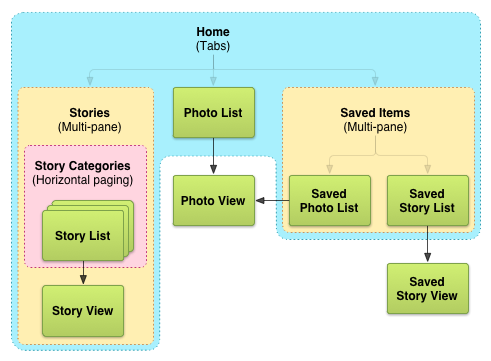 Home
(Tabs)
Stories
(Multi-pane)
Photo List
Saved Items
(Multi-pane)
Story Categories
(Horizontal paging)
Story List
Photo View
Saved
Photo List
Saved
Story List
Story View
Saved
Story View